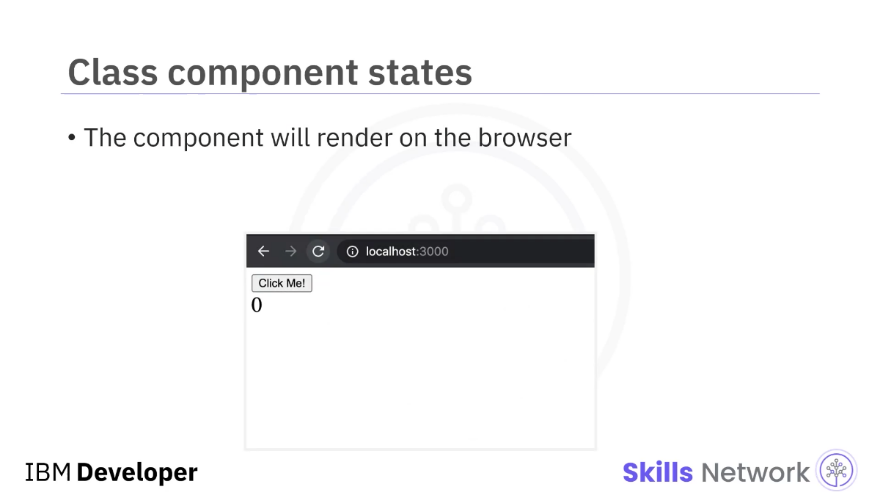 Class component states
• The component will render on the browser
localhost:3000
Click Me!
0
IBM Developer
Skills Network